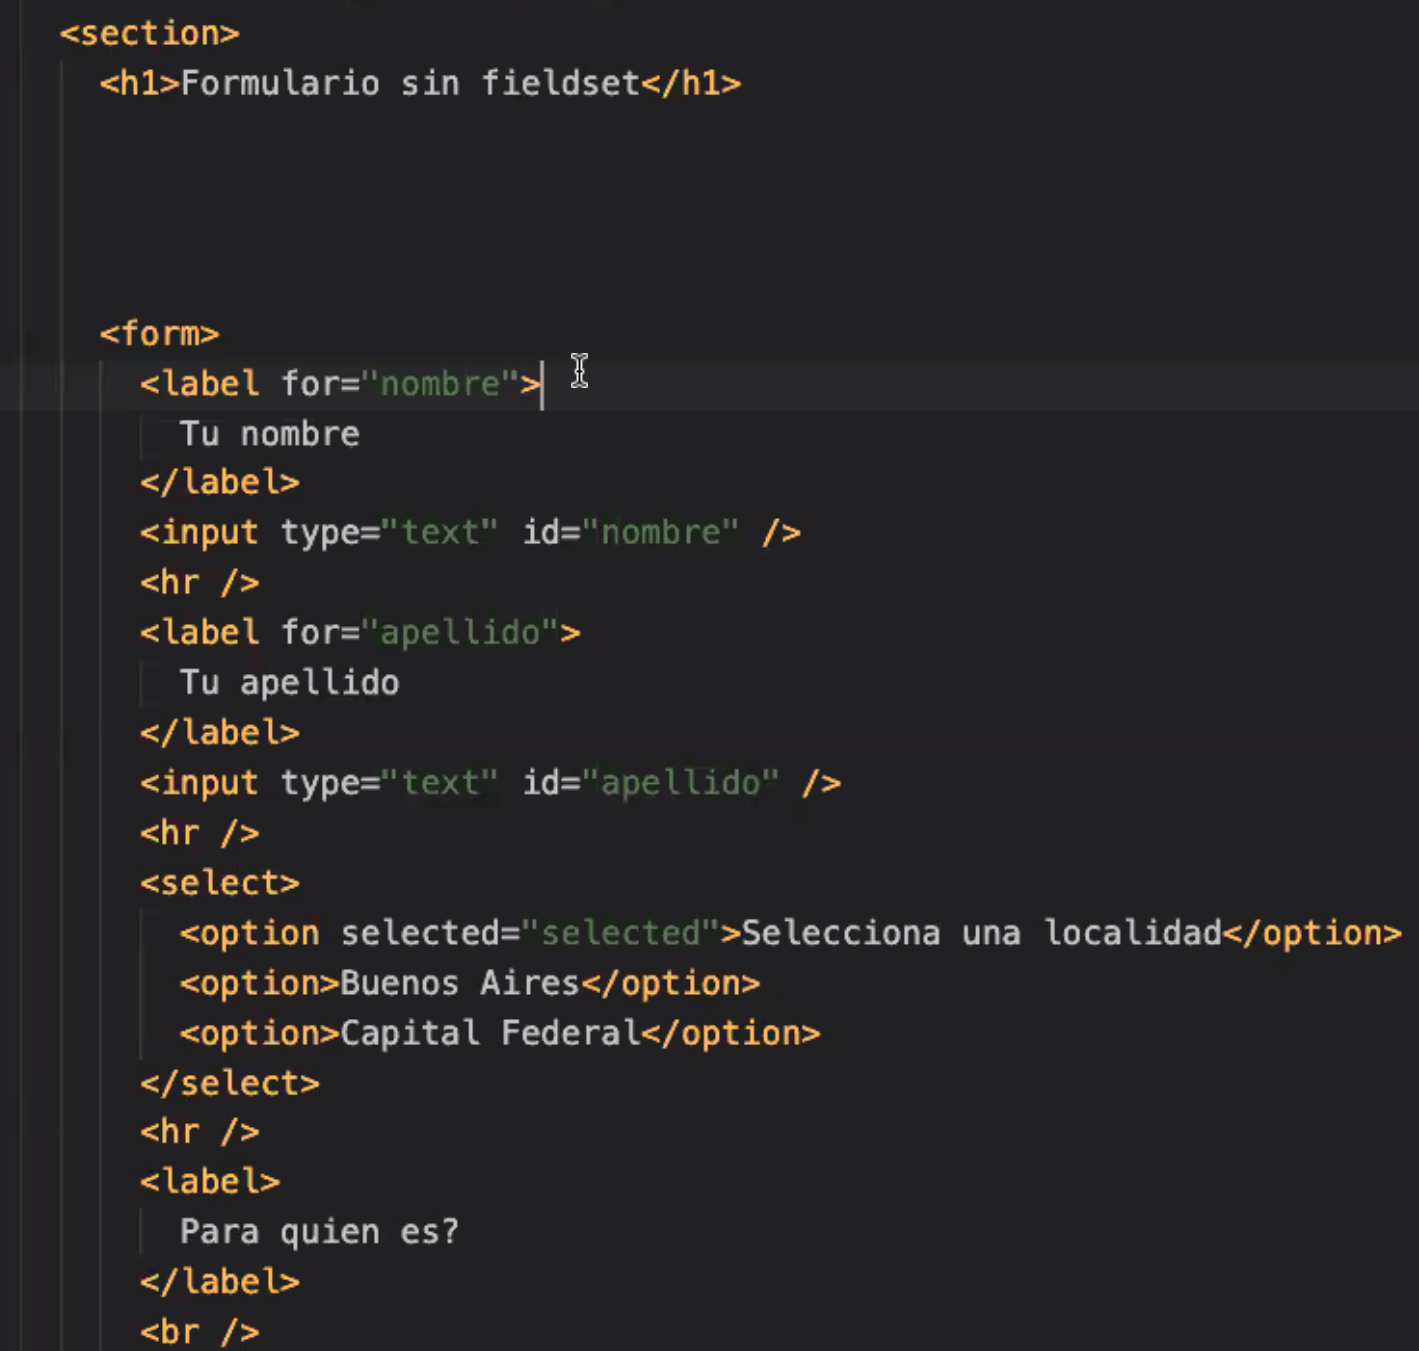 <section>
<h1>Formulario sin fieldset</h1>
<form>
<label for="nombre">
Tu nombre
</label>
<input type="text" id="nombre" />
<hr />
<label for="apellido">
Tu apellido
</label>
<input type="text" id="apellido" />
<hr />
<select>
<option selected="selected">Selecciona una localidad</option>
<option>Buenos Aires</option>
<option>Capital Federal</option>
</select>
<hr />
<label>
Para quien es?
</label>
<br />